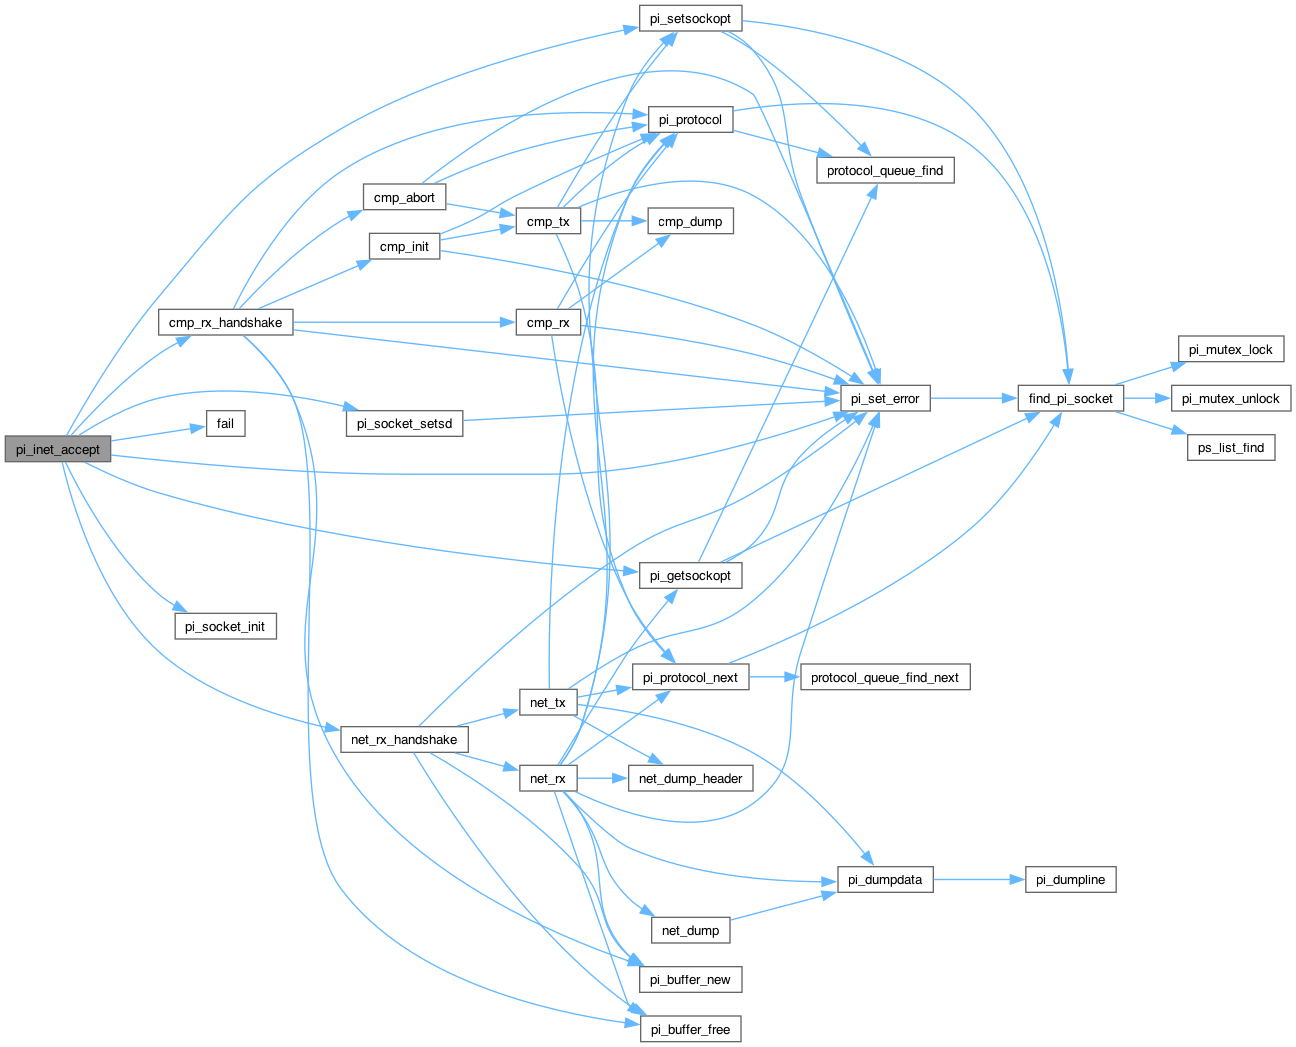 pi_setsockopt
pi_protocol
protocol_queue_find
cmp_abort
cmp_tx
cmp_dump
cmp_init
cmp_rx_handshake
cmp_rx
pi_mutex_lock
pi_set_error
find_pi_socket
pi_mutex_unlock
fail
pi_socket_setsd
pi_inet_accept
ps_list_find
pi_getsockopt
pi_socket_init
pi_protocol_next
protocol_queue_find_next
net_tx
net_rx_handshake
net_rx
net_dump_header
pi_dumpdata
pi_dumpline
net_dump
pi_buffer_new
pi_buffer_free